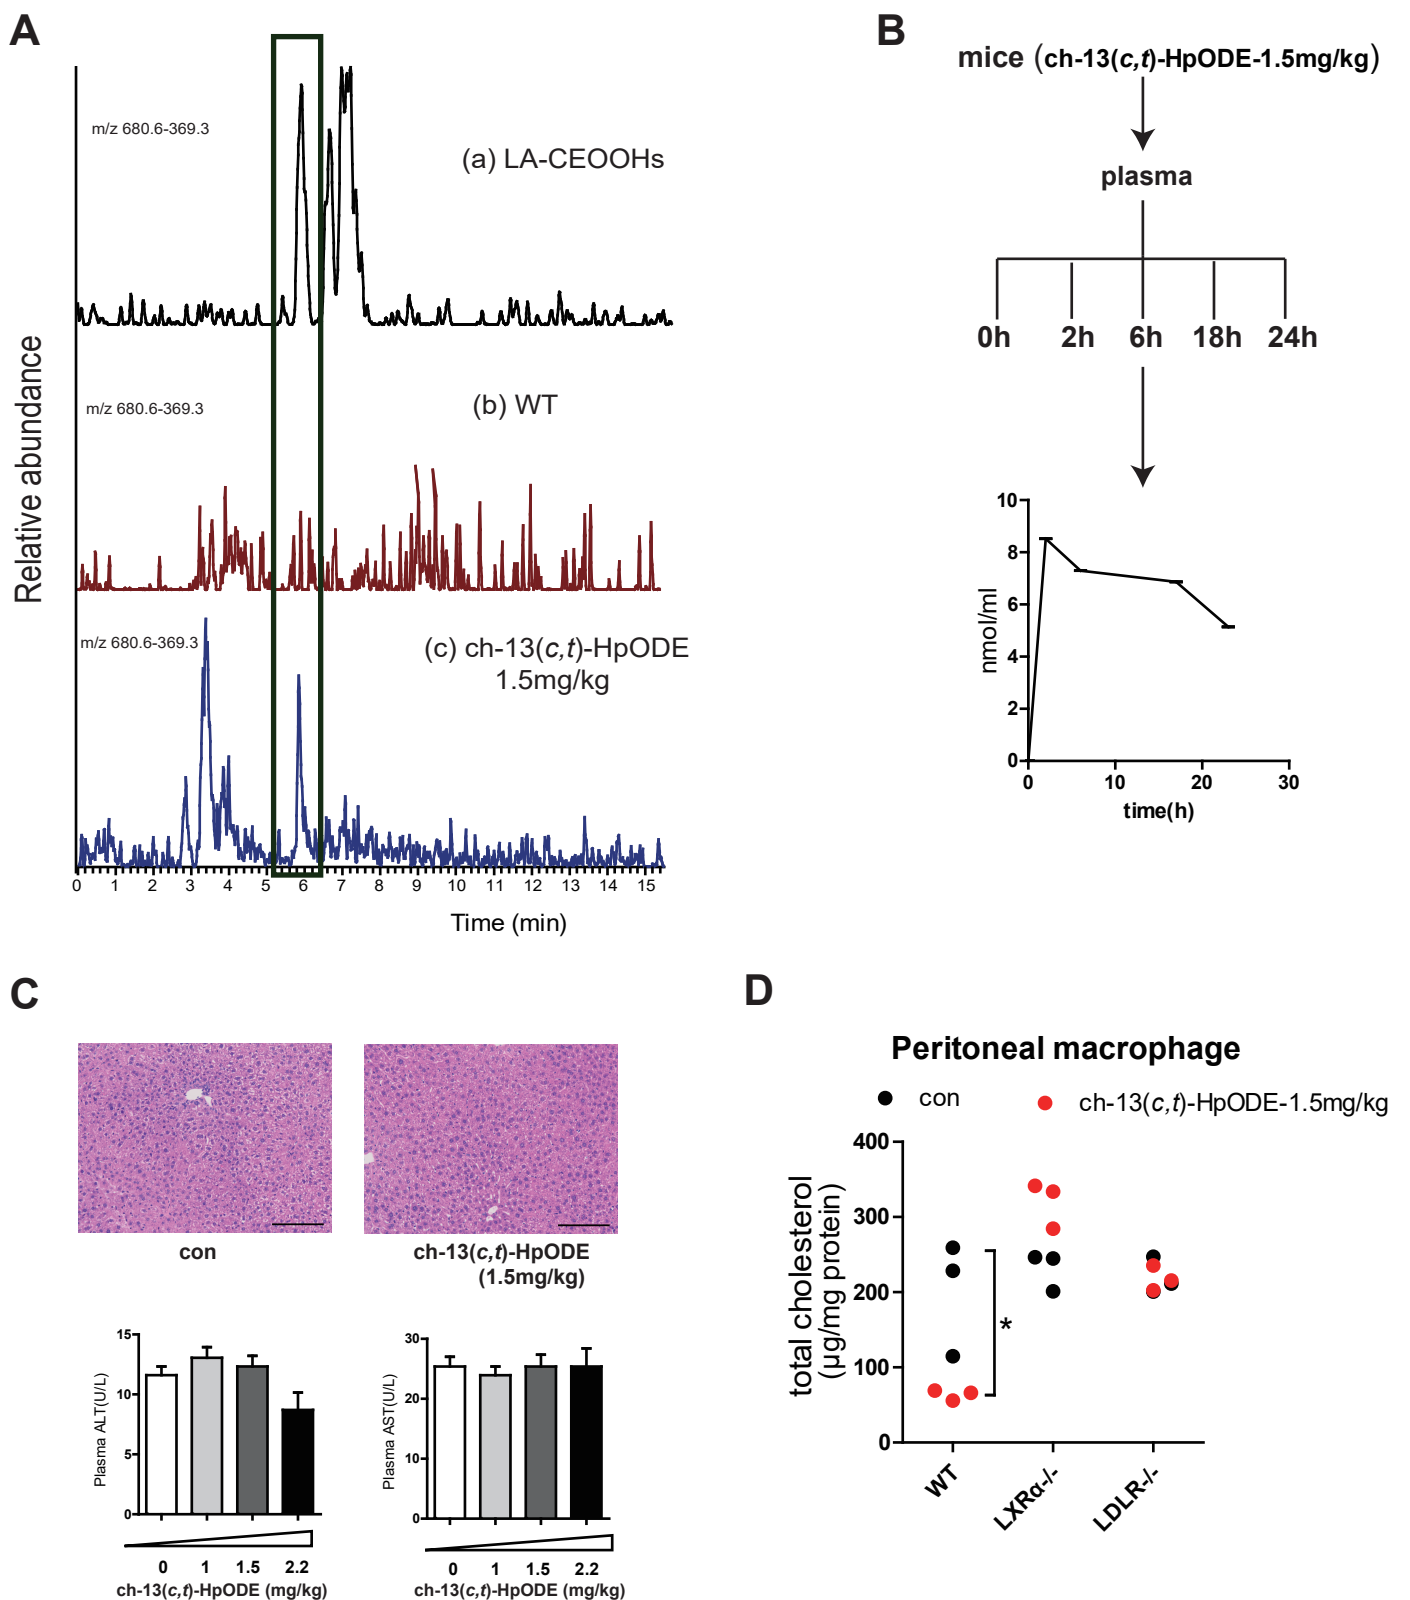 A
m/z 680.6-369.3
(a) LA-CEOOHs
m/z 680.6-369.3
(b) WT
m/z 680.6-369.3
(c) ch-13(c,t)-HpODE
1.5mg/kg
Relative abundance
0 1 2 3 4 5 6 7 8 9 10 11 12 13 14 15
Time (min)
B
mice (ch-13(c,t)-HpODE-1.5mg/kg)
plasma
0h 2h 6h 18h 24h
10
8
6
4
2
0
nmol/ml
0 10 20 30
time(h)
C
con
ch-13(c,t)-HpODE
(1.5mg/kg)
15
10
5
0
Plasma ALT(U/L)
0 1 1.5 2.2
ch-13(c,t)-HpODE (mg/kg)
30
20
10
0
Plasma AST(U/L)
0 1 1.5 2.2
ch-13(c,t)-HpODE (mg/kg)
D
Peritoneal macrophage
con
ch-13(c,t)-HpODE-1.5mg/kg
400
300
200
100
0
total cholesterol
(μg/mg protein)
*
WT
LXRα-/-
LDLR-/-